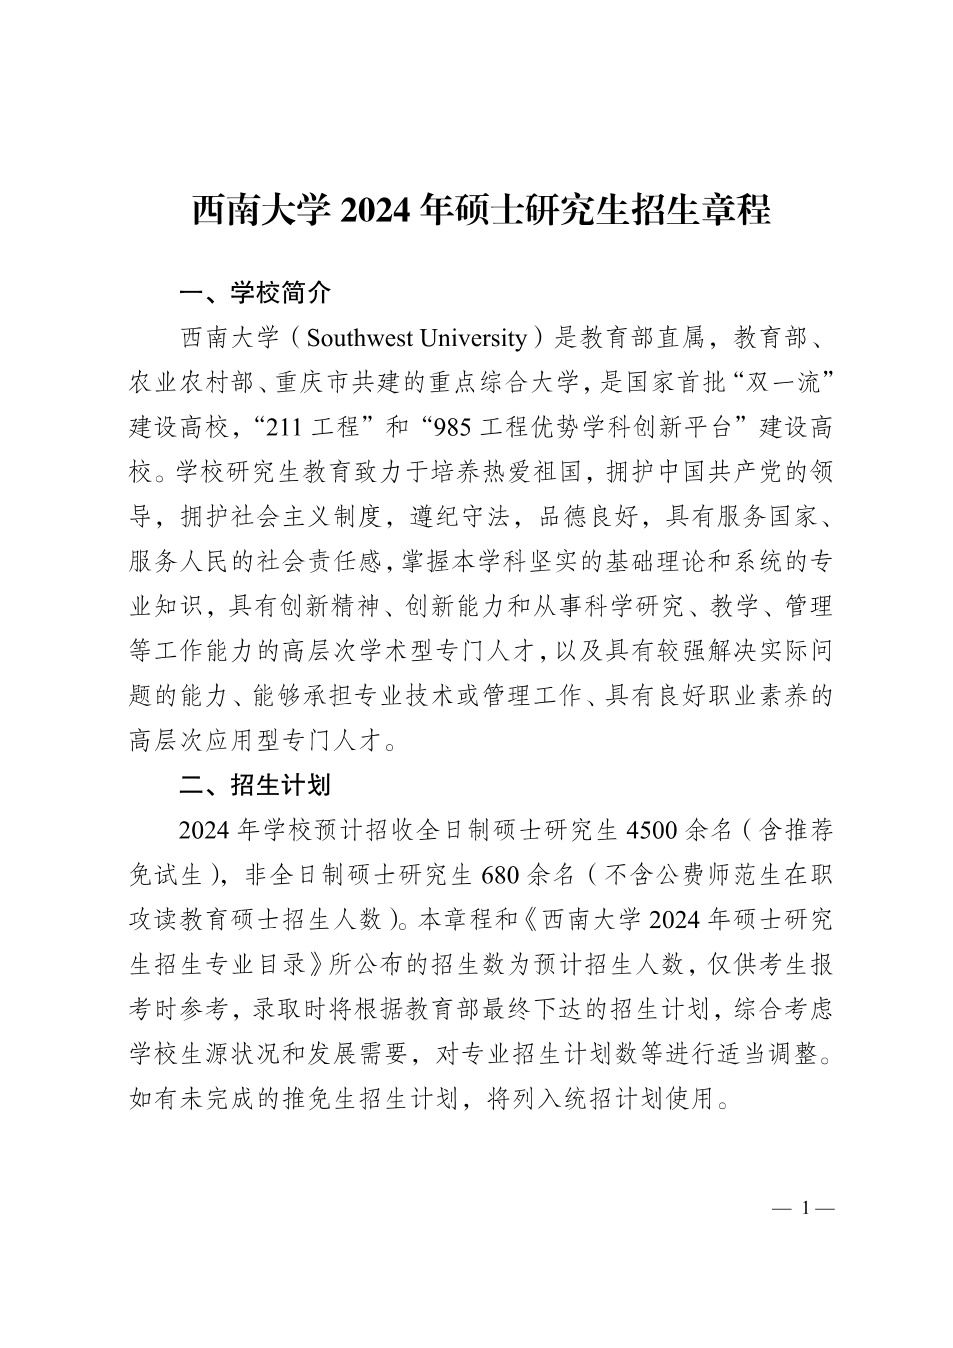 西南大学 2024 年硕士研究生招生章程
一、学校简介
西南大学（Southwest University）是教育部直属，教育部、
农业农村部、重庆市共建的重点综合大学，是国家首批“双一流”
建设高校，“211 工程”和“985 工程优势学科创新平台”建设高
校。学校研究生教育致力于培养热爱祖国，拥护中国共产党的领
导，拥护社会主义制度，遵纪守法，品德良好，具有服务国家、
服务人民的社会责任感，掌握本学科坚实的基础理论和系统的专
业知识，具有创新精神、创新能力和从事科学研究、教学、管理
等工作能力的高层次学术型专门人才，以及具有较强解决实际问
题的能力、能够承担专业技术或管理工作、具有良好职业素养的
高层次应用型专门人才。
二、招生计划
2024 年学校预计招收全日制硕士研究生 4500 余名（含推荐
免试生），非全日制硕士研究生 680 余名（不含公费师范生在职
攻读教育硕士招生人数）。本章程和《西南大学 2024 年硕士研究
生招生专业目录》所公布的招生数为预计招生人数，仅供考生报
考时参考，录取时将根据教育部最终下达的招生计划，综合考虑
学校生源状况和发展需要，对专业招生计划数等进行适当调整。
如有未完成的推免生招生计划，将列入统招计划使用。
— 1 —